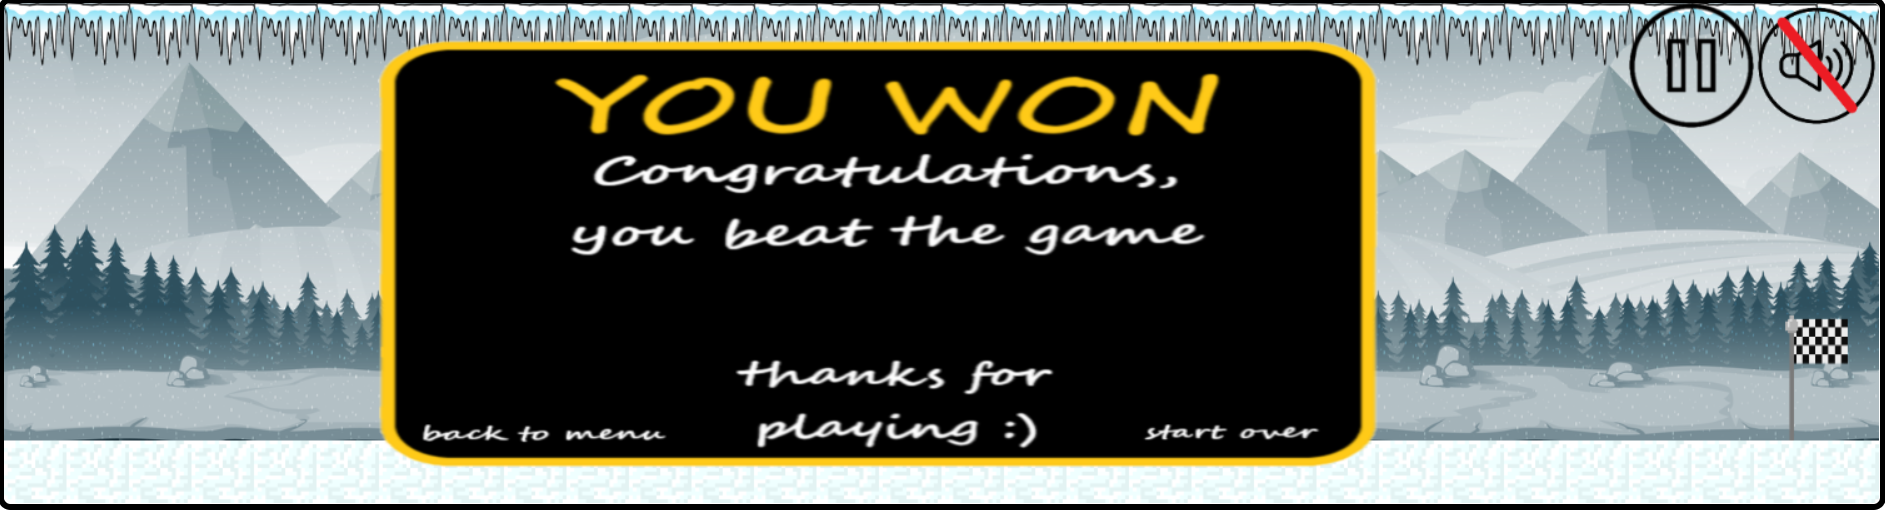 YOU WON
Congratulations,
you beat the game
thanks for
playing :)
back to menu
start over